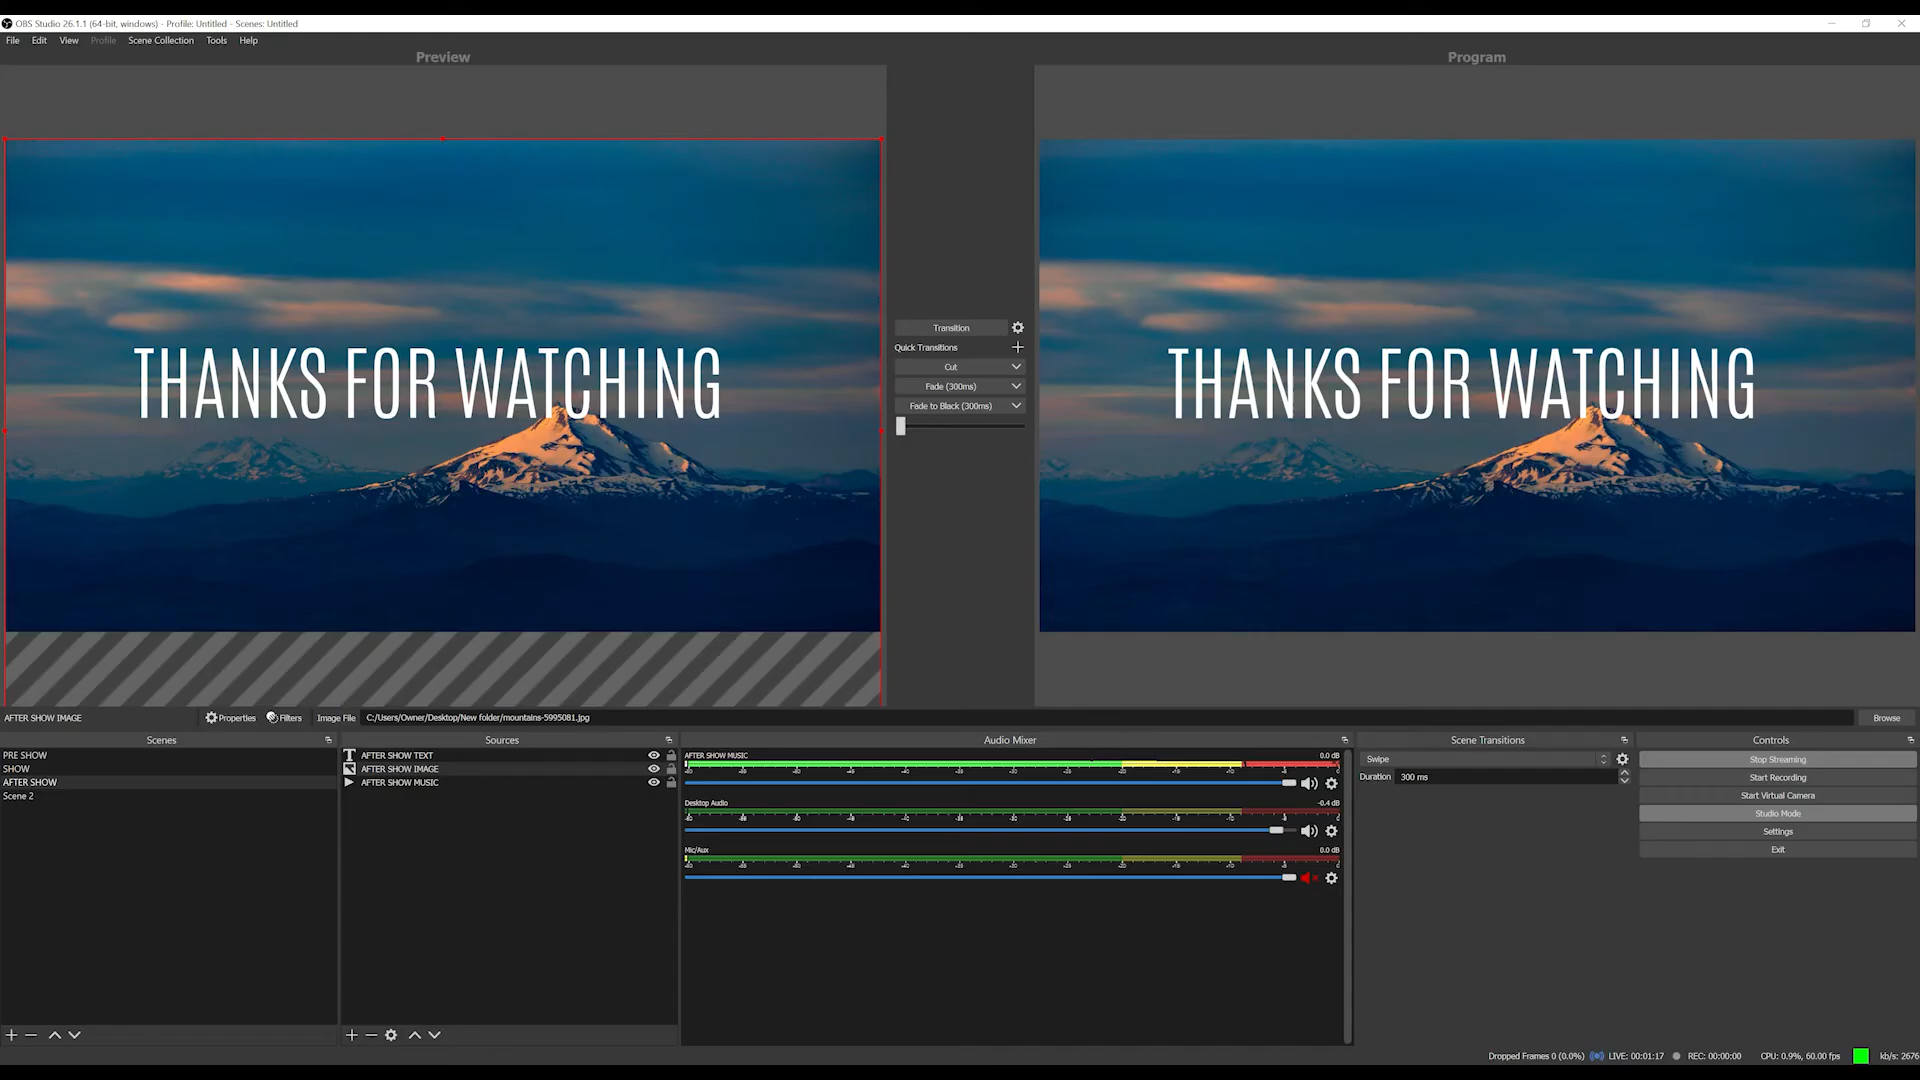 OBS Studio 26.1.1 (64-bit, windows) - Profile: Untitled - Scenes: Untitled
File Edit View Profile Scene Collection Tools Help
Preview
Program
THANKS FOR WATCHING
THANKS FOR WATCHING
Transition
Quick Transitions
Cut
Fade (300ms)
Fade to Black (300ms)
AFTER SHOW IMAGE Properties Filters Image File C:/Users/Owner/Desktop/New folder/mountains-5995081.jpg Browse
Scenes
PRE SHOW
SHOW
AFTER SHOW
Scene 2
Sources
AFTER SHOW TEXT
AFTER SHOW IMAGE
AFTER SHOW MUSIC
Audio Mixer
AFTER SHOW MUSIC 0.0 dB
Desktop Audio -0.4 dB
Mic/Aux 0.0 dB
Scene Transitions
Swipe
Duration 300 ms
Controls
Stop Streaming
Start Recording
Start Virtual Camera
Studio Mode
Settings
Exit
Dropped Frames 0 (0.0%) LIVE: 00:01:17 REC: 00:00:00 CPU: 0.9%, 60.00 fps kb/s: 2676